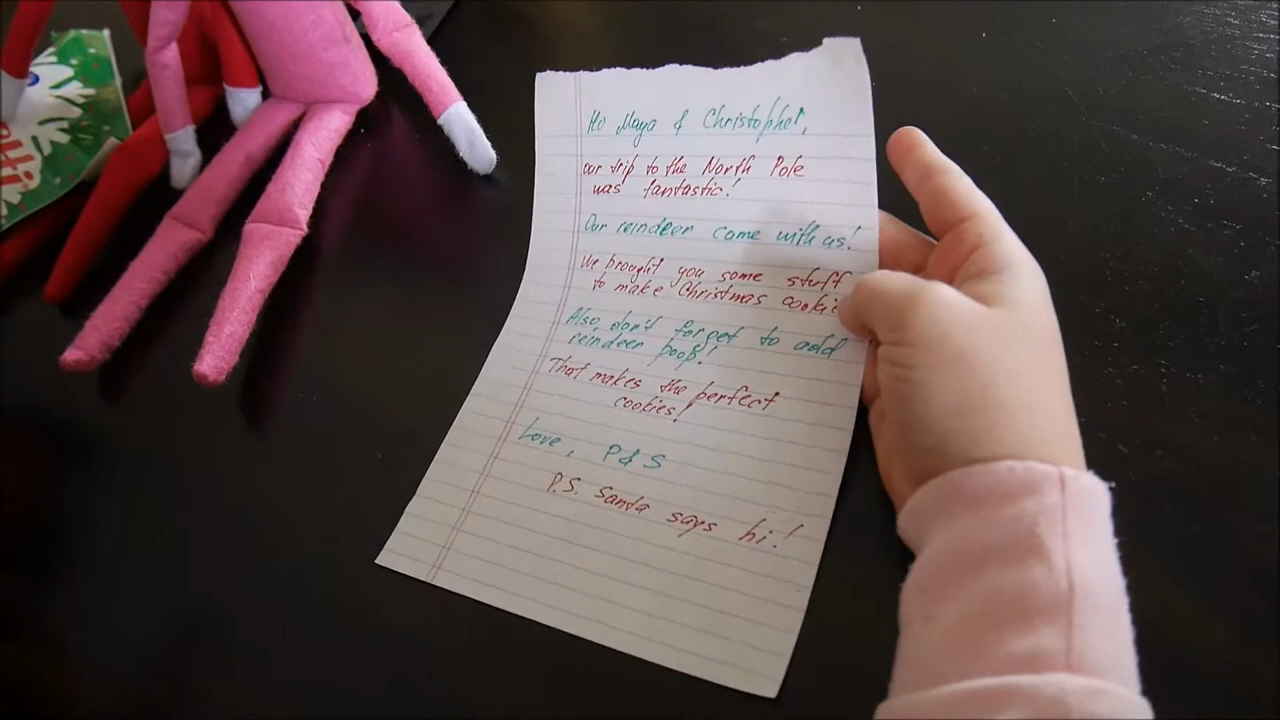 Hi Maya & Christopher,
our trip to the North Pole
was fantastic!
Our reindeer came with us!
We brought you some stuff
to make Christmas cookie
Also, don't forget to add
reindeer poop!
That makes the perfect
cookies!
Love, P & S
P.S. Santa says hi!